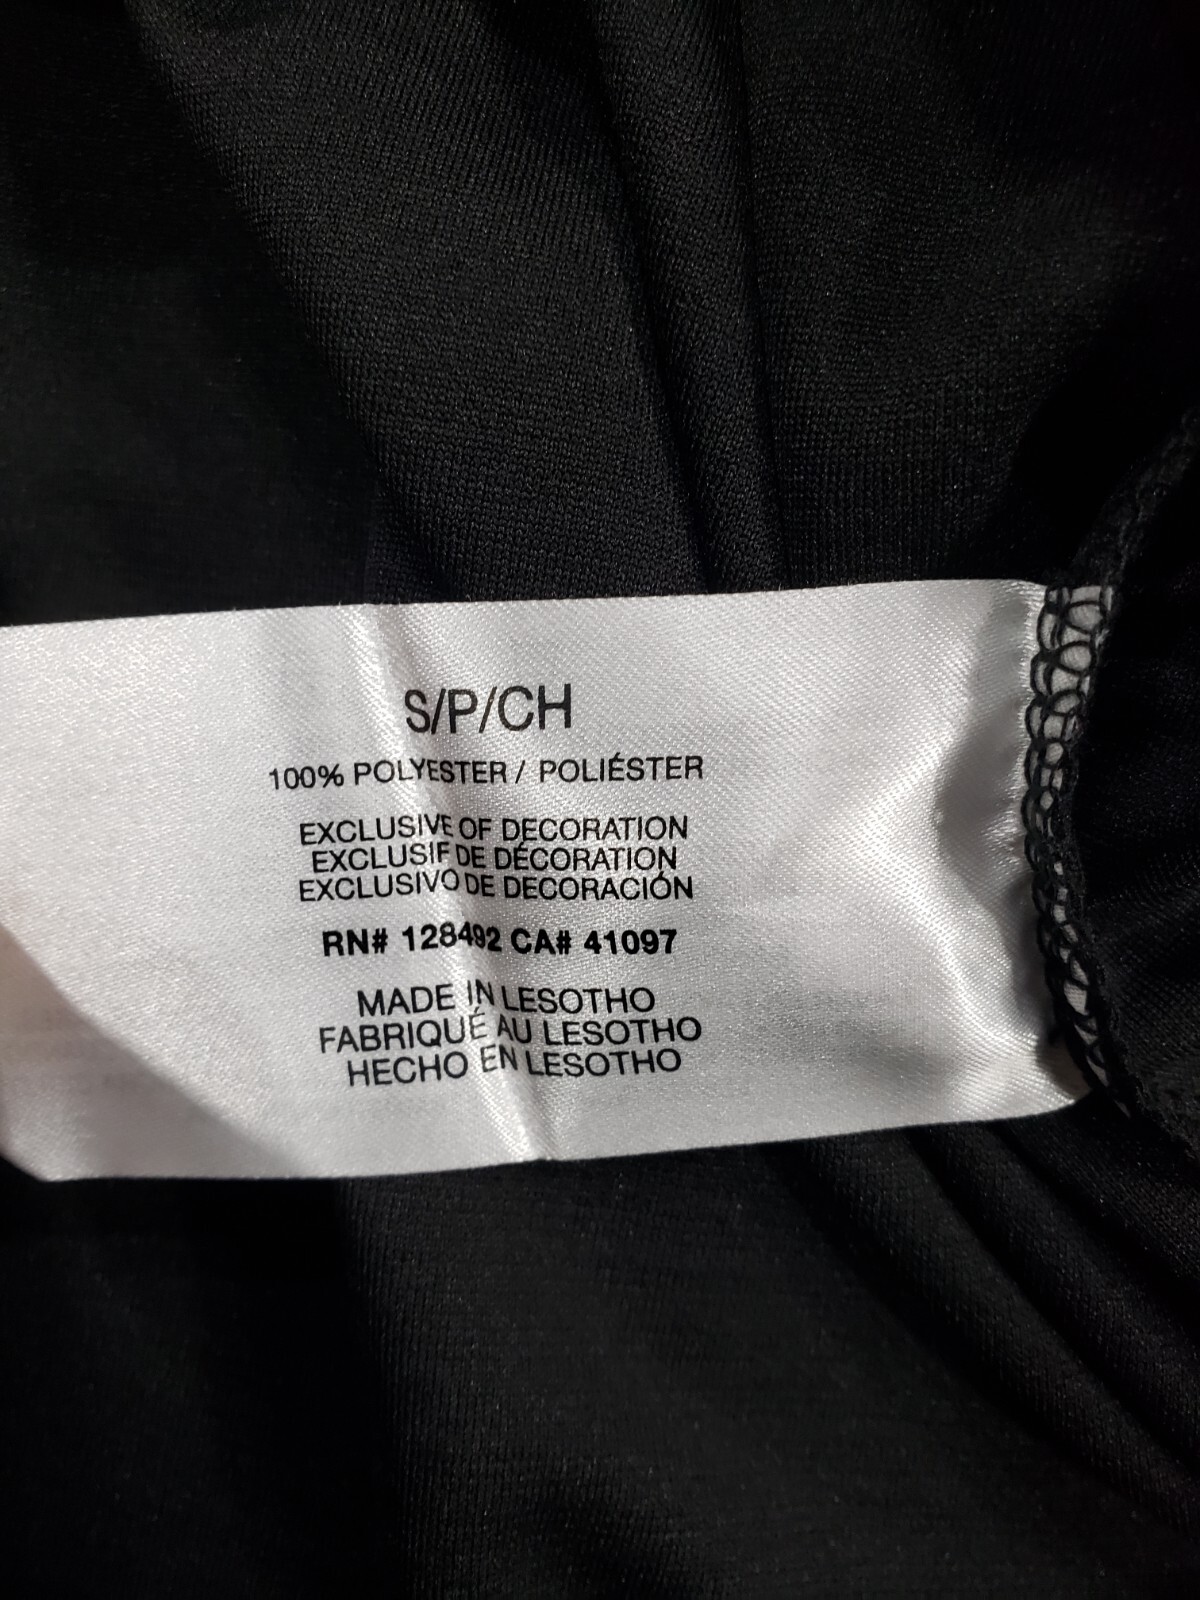 S/P/CH
100% POLYESTER / POLIÉSTER
EXCLUSIVE OF DECORATION
EXCLUSIF DE DÉCORATION
EXCLUSIVO DE DECORACIÓN
RN# 128492 CA# 41097
MADE IN LESOTHO
FABRIQUÉ AU LESOTHO
HECHO EN LESOTHO